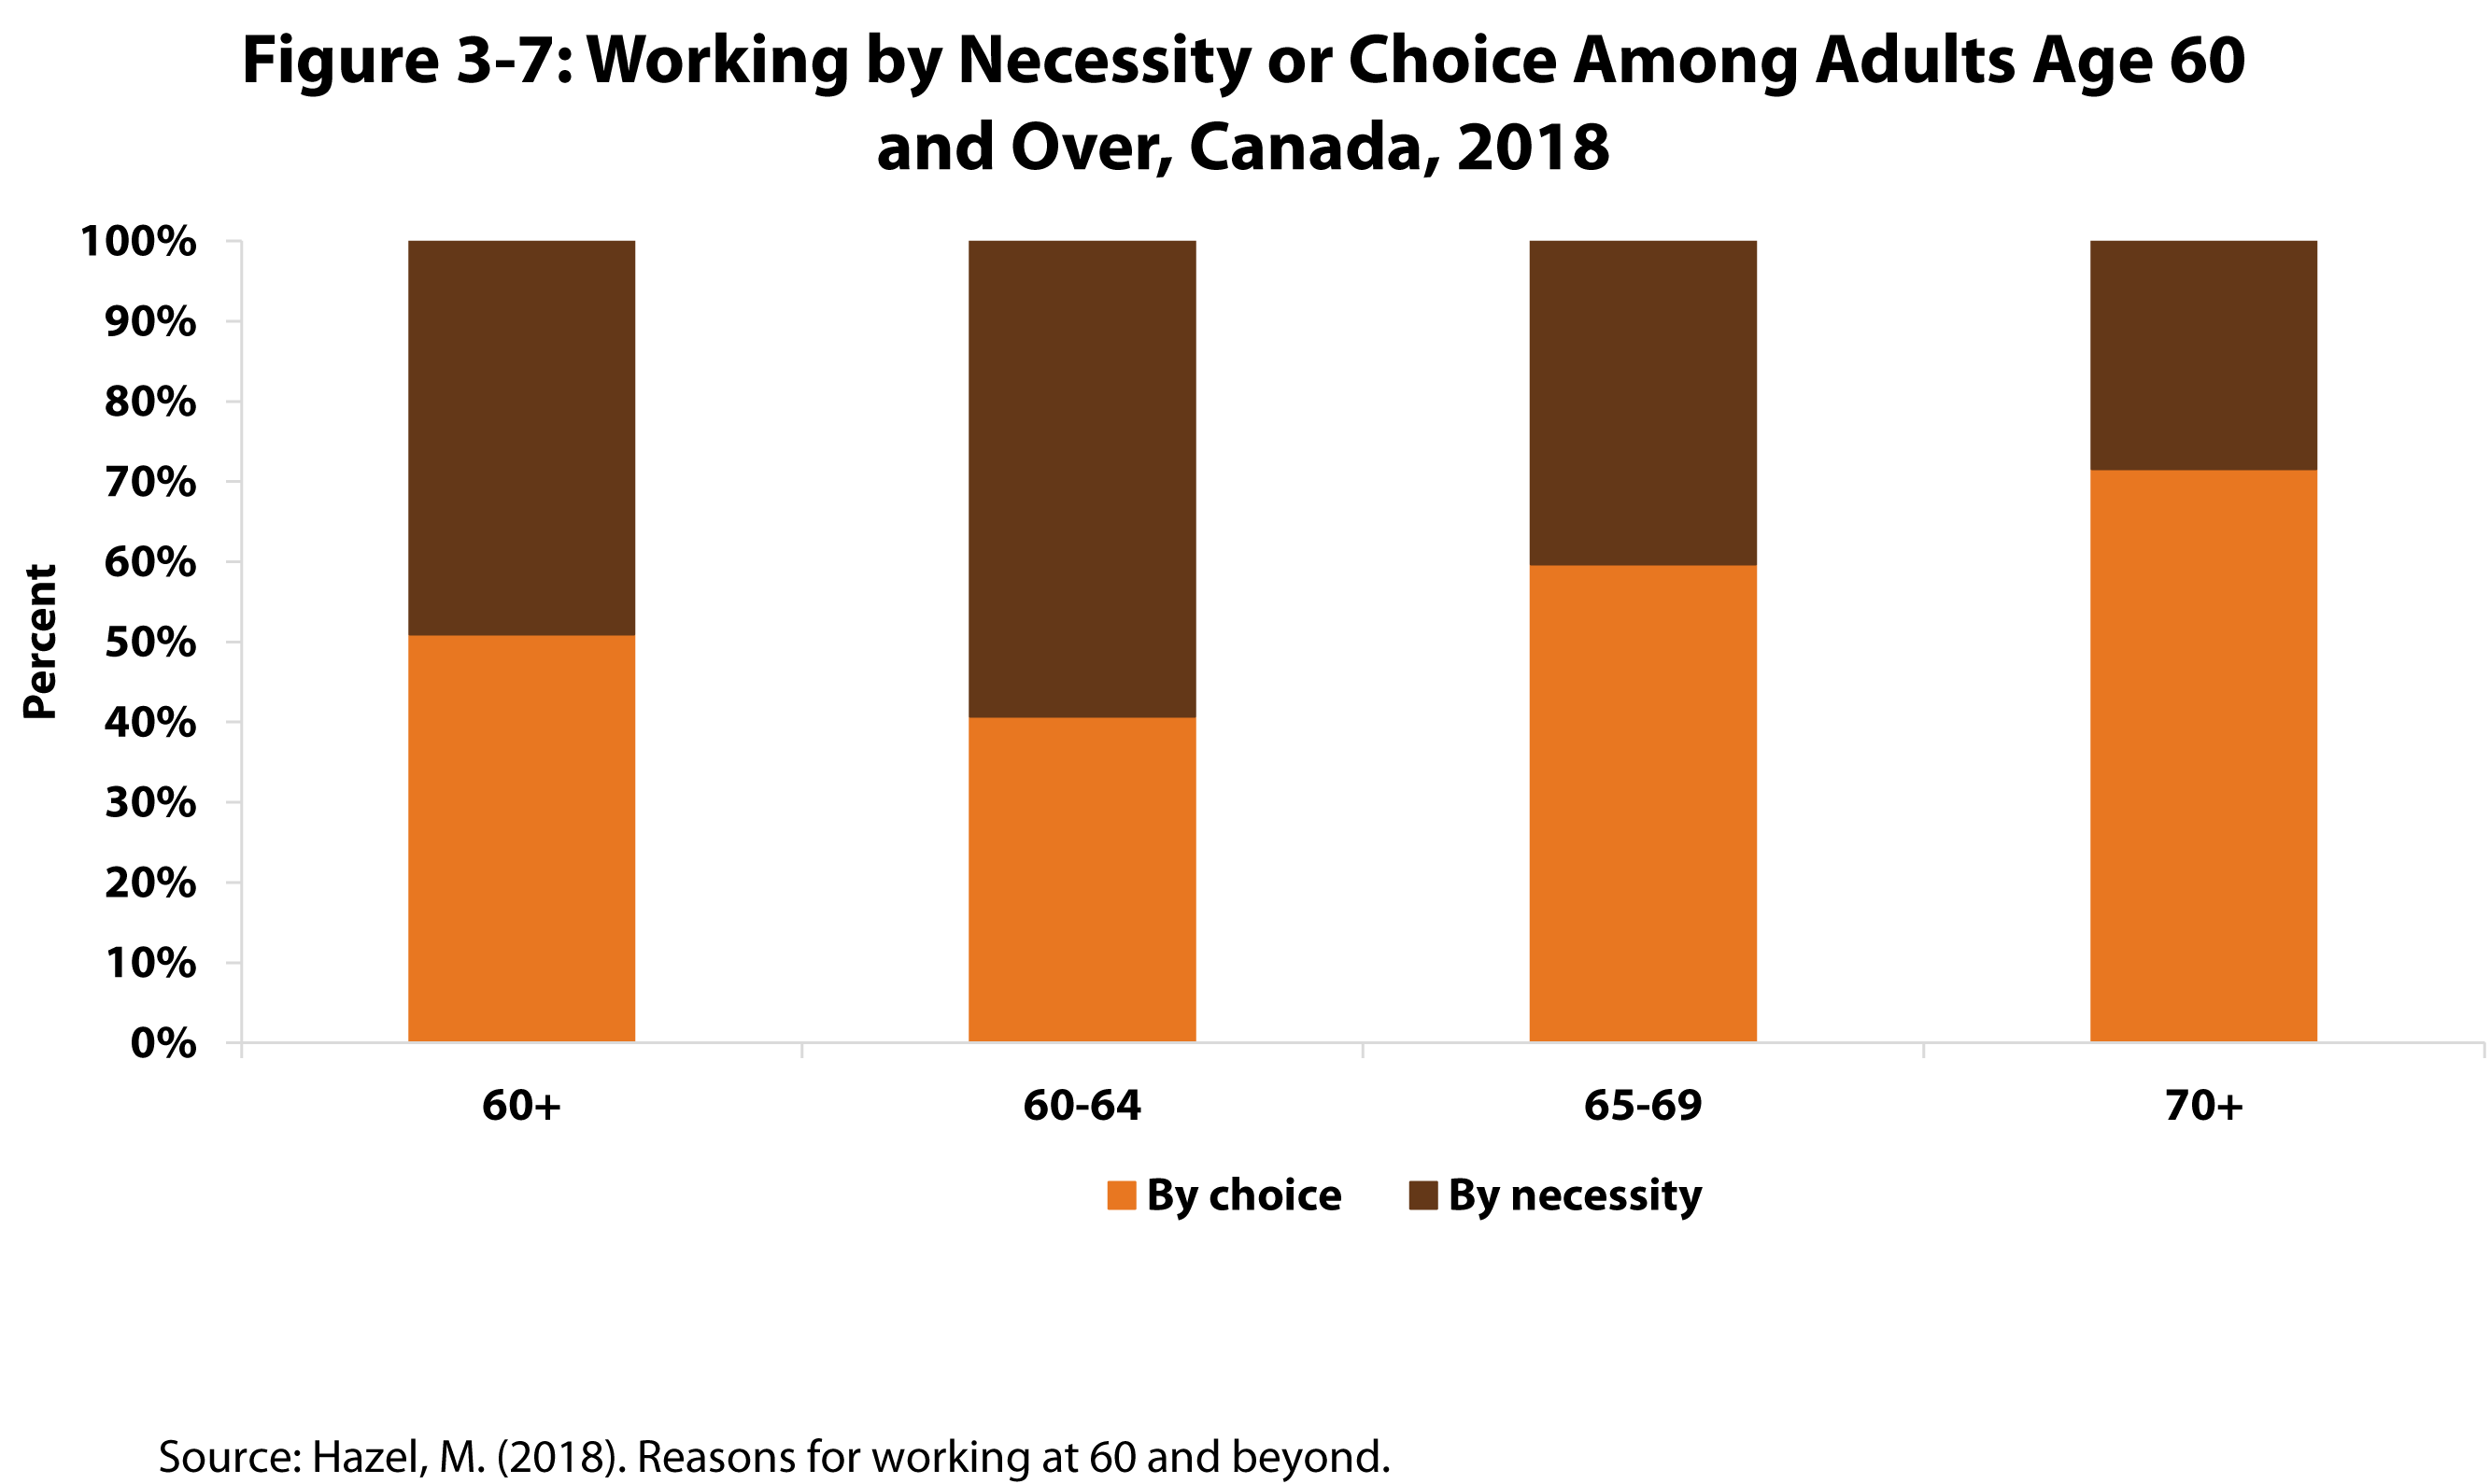 Figure 3-7: Working by Necessity or Choice Among Adults Age 60
and Over, Canada, 2018
100%
90%
80%
70%
60%
50%
40%
30%
20%
10%
0%
Percent
60+
60-64
65-69
70+
By choice
By necessity
Source: Hazel, M. (2018). Reasons for working at 60 and beyond.